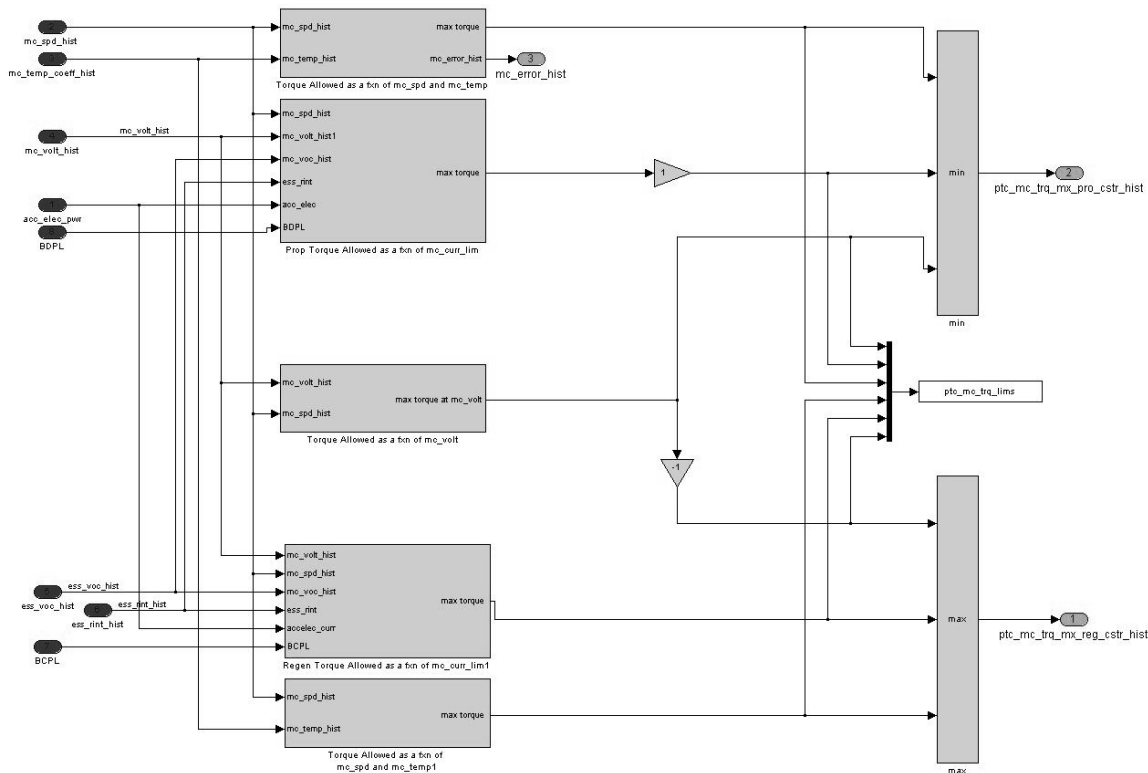 2
mc_spd_hist
mc_temp_coeff_hist
mc_spd_hist
max torque
mc_temp_hist
mc_error_hist
Torque Allowed as a fxn of mc_spd and mc_temp
3
mc_error_hist
4
mc_volt_hist
mc_volt_hist
acc_elec_pwr
BDPL
mc_spd_hist
mc_volt_hist1
mc_voc_hist
ess_rint
acc_elec
BDPL
max torque
Prop Torque Allowed as a fxn of mc_curr_lim
1
min
min
2
ptc_mc_trq_mx_pro_cstr_hist
mc_volt_hist
mc_spd_hist
max torque at mc_volt
Torque Allowed as a fxn of mc_volt
-1
ptc_mc_trq_lims
ess_voc_hist
ess_voc_hist
ess_rint_hist
ess_rint_hist
BCPL
mc_volt_hist
mc_spd_hist
mc_voc_hist
ess_rint
accelec_curr
BCPL
max torque
Regen Torque Allowed as a fxn of mc_curr_lim1
mc_spd_hist
max torque
mc_temp_hist
Torque Allowed as a fxn of
mc_spd and mc_temp1
max
max
1
ptc_mc_trq_mx_reg_cstr_hist